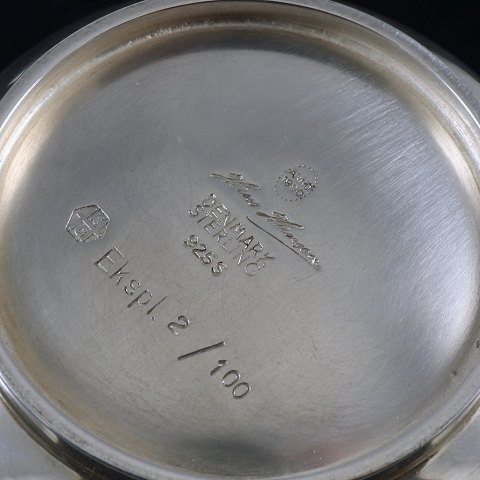 Hans Hansen
DENMARK
STERLING
925S
Ekspl. 2 / 100